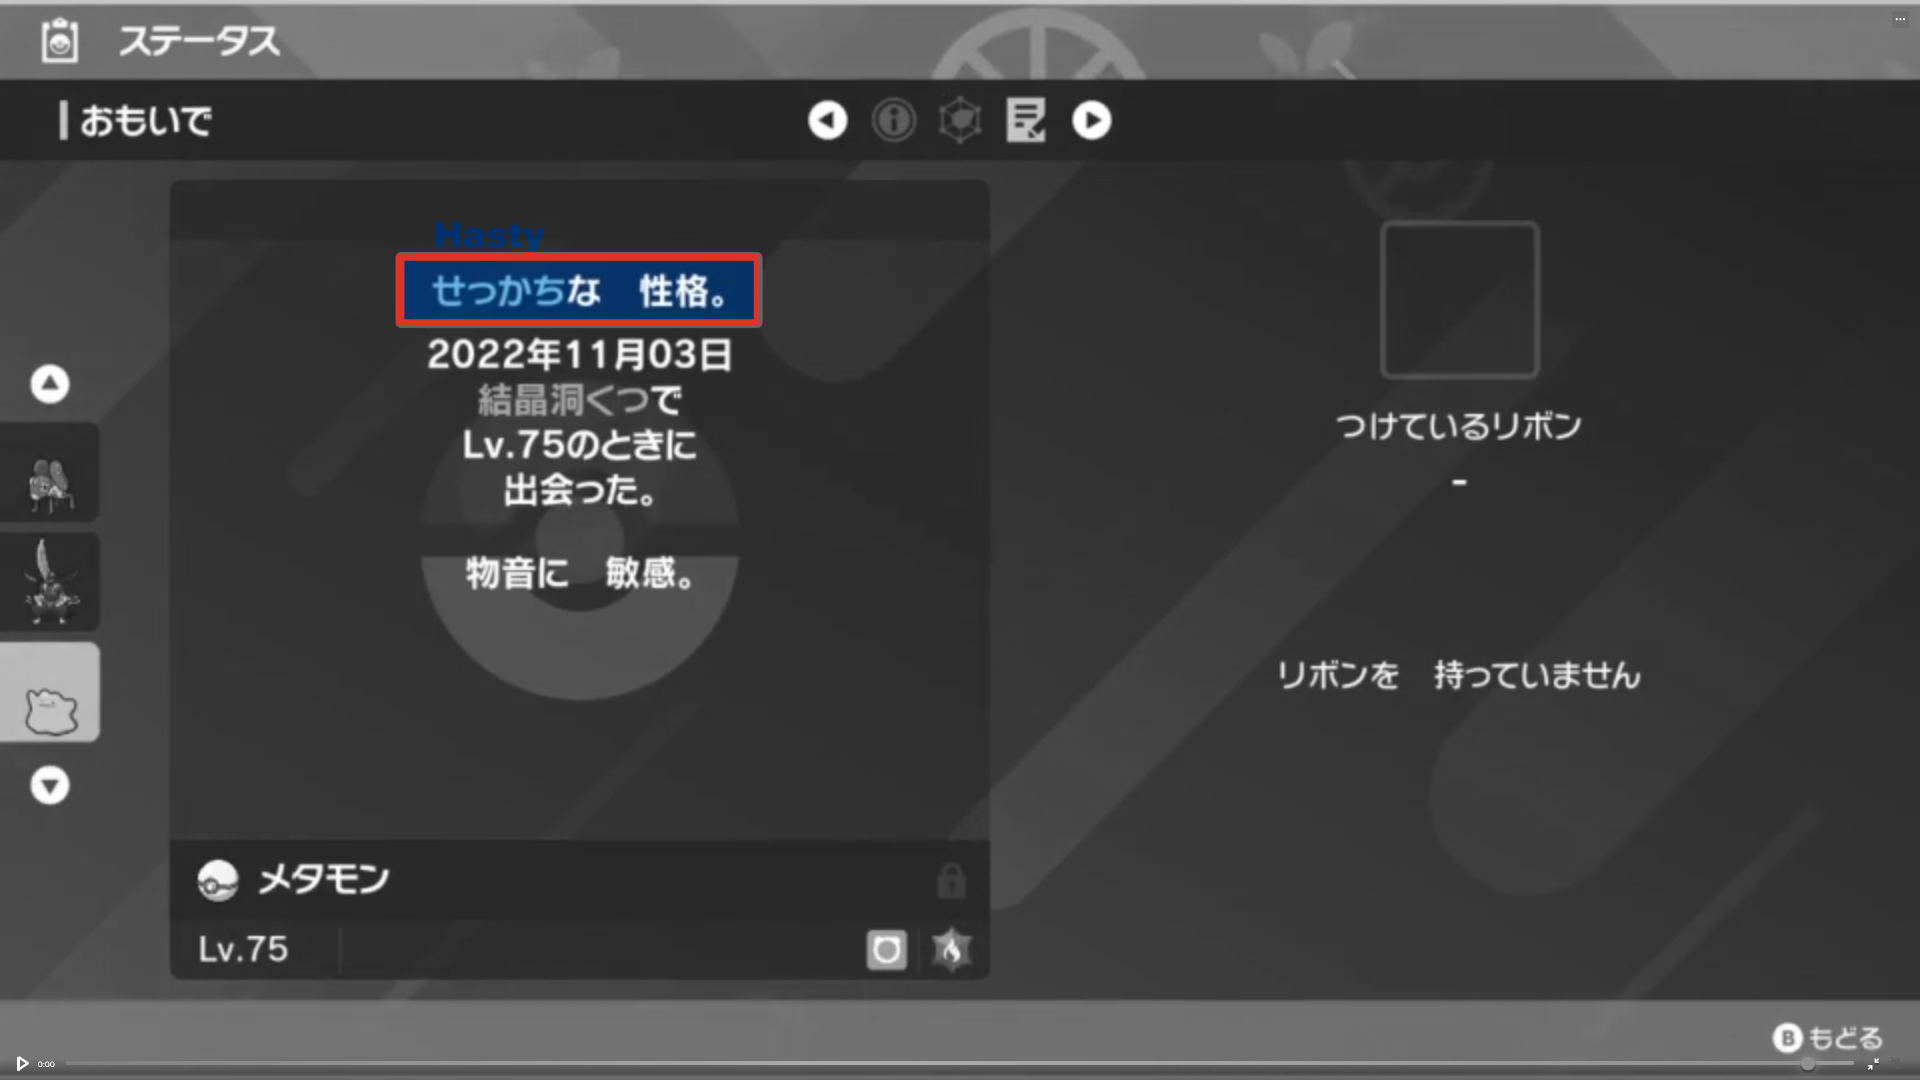 ステータス
おもいで
Hasty
せっかちな 性格。
2022年11月03日
結晶洞くつで
Lv.75のときに
出会った。
物音に 敏感。
メタモン
Lv.75
つけているリボン
-
リボンを 持っていません
B もどる
0:00